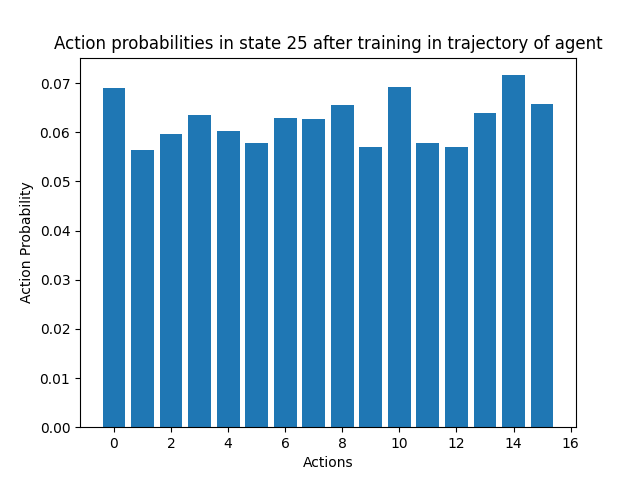 Action probabilities in state 25 after training in trajectory of agent
0.07
0.06
0.05
0.04
0.03
0.02
0.01
0.00
Action Probability
0 2 4 6 8 10 12 14 16
Actions